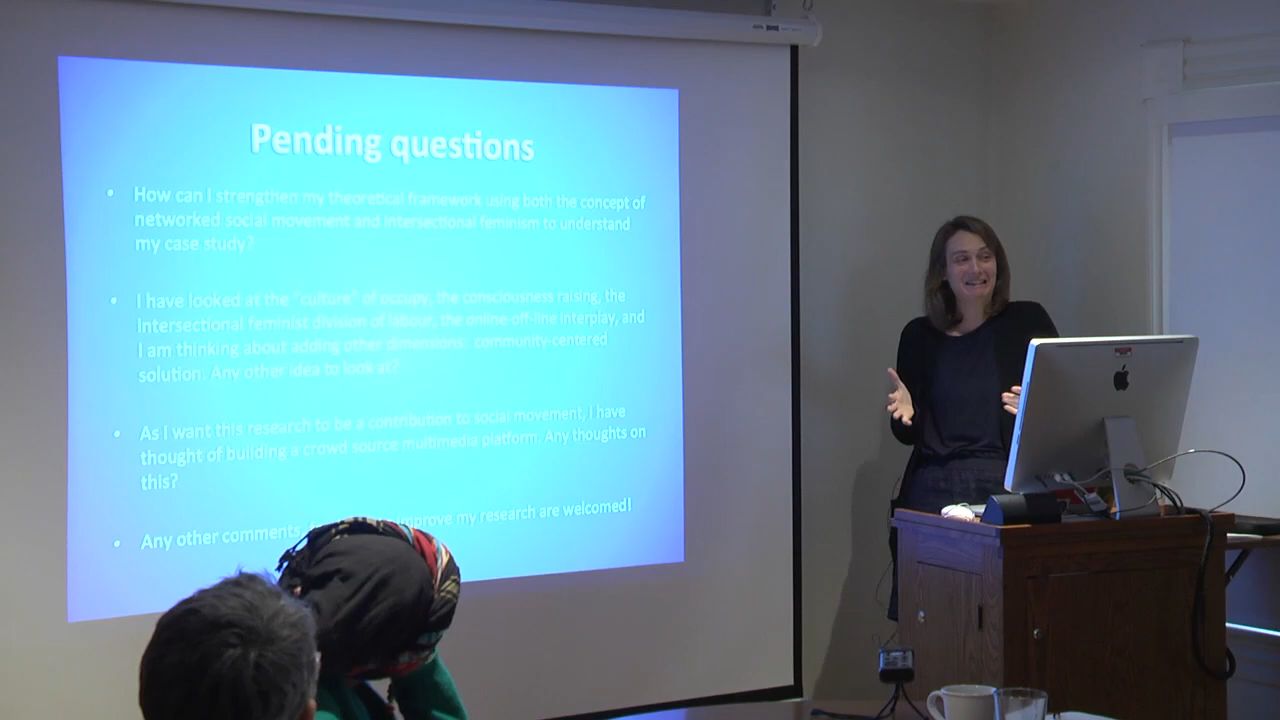 Pending questions
• How can I strengthen my theoretical framework using both the concept of
networked social movement and intersectional feminism to understand
my case study?
• I have looked at the "culture" of occupy, the consciousness raising, the
Intersectional feminist division of labour, the online-off-line interplay, and
I am thinking about adding other dimensions: community-centered
solution. Any other idea to look at?
• As I want this research to be a contribution to social movement, I have
thought of building a crowd source multimedia platform. Any thoughts on
this?
• Any other comments, improve my research are welcomed!